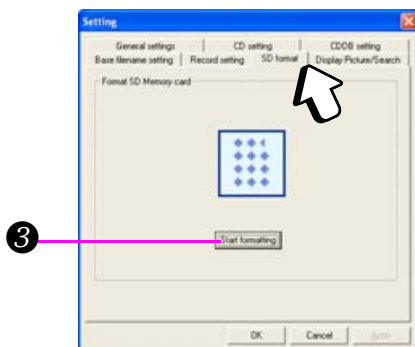 Setting
General settings CD setting CDDB setting
Base filename setting Record setting SD format Display Picture/Search
Format SD Memory card
3
Start formatting
OK Cancel Apply